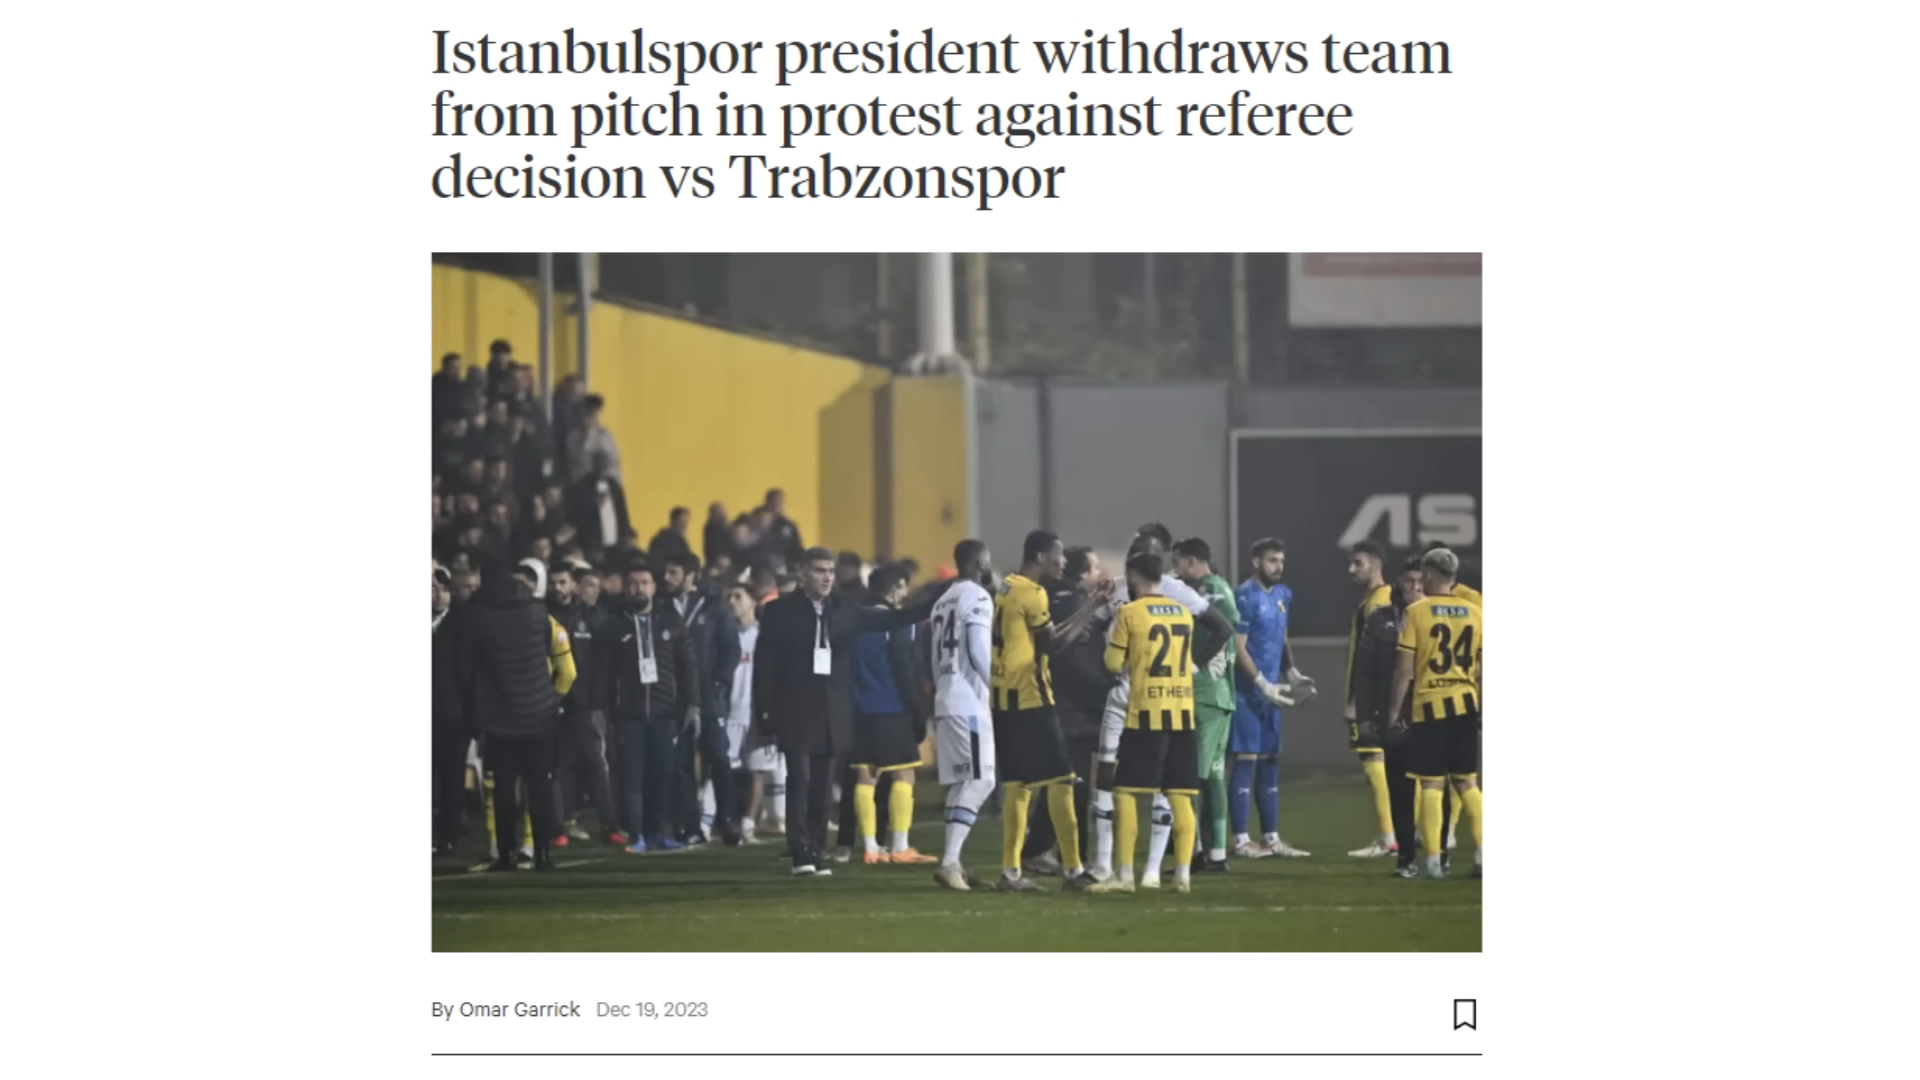 Istanbulspor president withdraws team
from pitch in protest against referee
decision vs Trabzonspor
AS
27
34
By Omar Garrick Dec 19, 2023